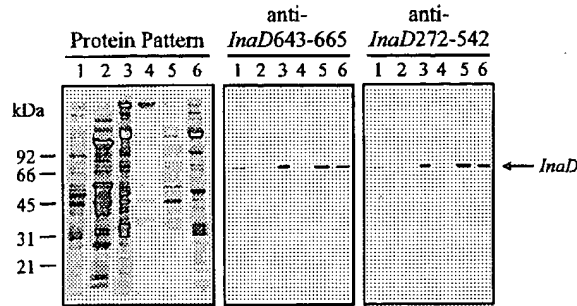 anti- anti-
Protein Pattern InaD643-665 InaD272-542
1 2 3 4 5 6 1 2 3 4 5 6 1 2 3 4 5 6
kDa
92
66
45
31
21
InaD